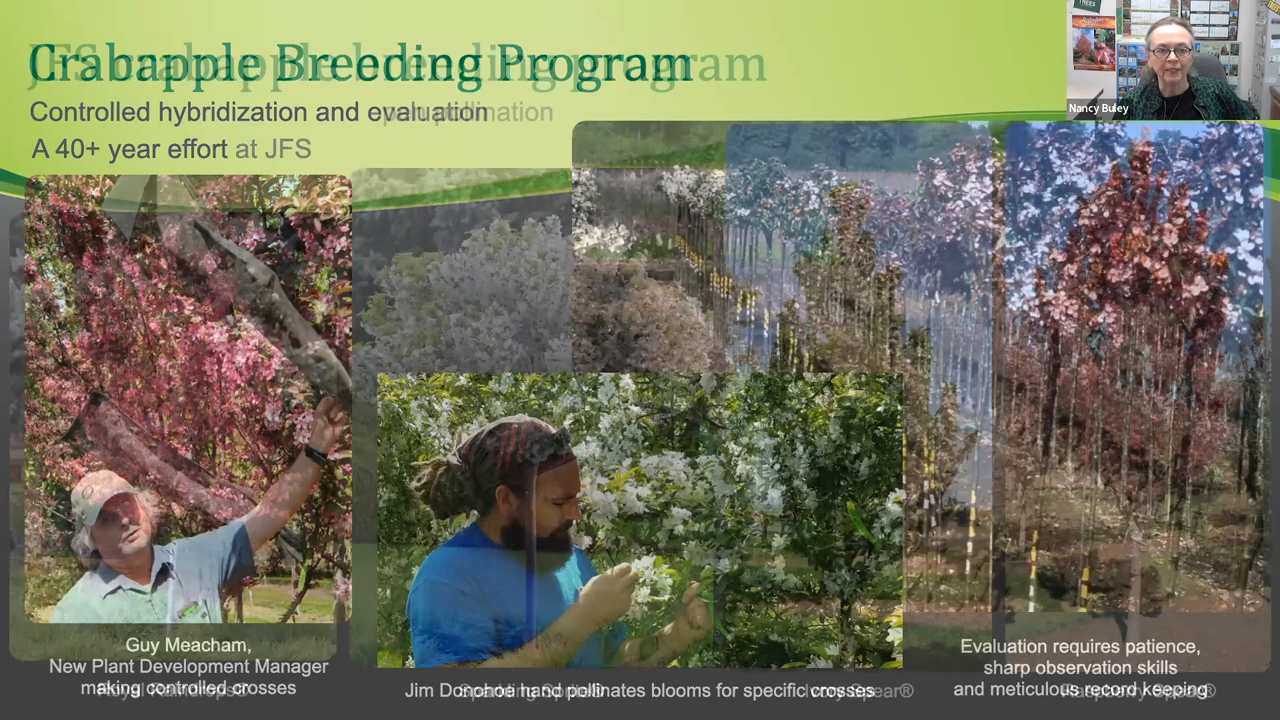 Crabapple Breeding Program
Controlled hybridization and evaluation
A 40+ year effort at JFS
TREES
Nancy Buley
Guy Meacham,
New Plant Development Manager
making controlled crosses
Jim Donahoe hand pollinates blooms for specific crosses
Evaluation requires patience,
sharp observation skills
and meticulous record keeping